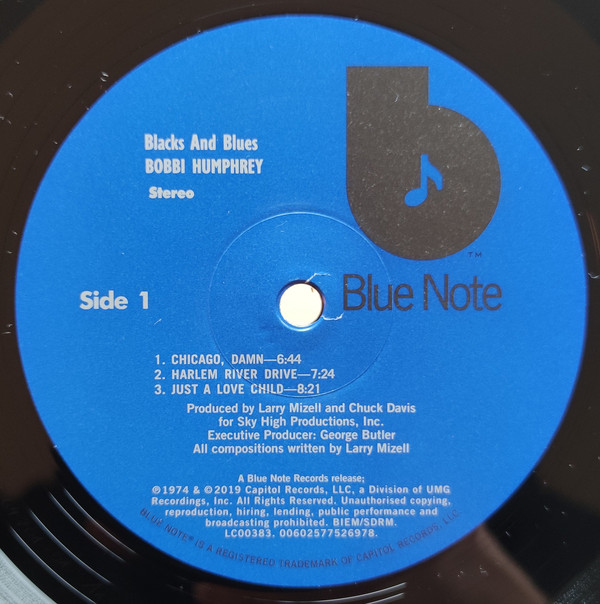 Blacks And Blues
BOBBI HUMPHREY
Stereo
b
TM
Blue Note
Side 1
1. CHICAGO, DAMN—6:44
2. HARLEM RIVER DRIVE—7:24
3. JUST A LOVE CHILD—8:21
Produced by Larry Mizell and Chuck Davis
for Sky High Productions, Inc.
Executive Producer: George Butler
All compositions written by Larry Mizell
A Blue Note Records release;
℗1974 & ©2019 Capitol Records, LLC, a Division of UMG
Recordings, Inc. All Rights Reserved. Unauthorised copying,
reproduction, hiring, lending, public performance and
broadcasting prohibited. BIEM/SDRM.
LC00383. 00602577526978.
BLUE NOTE® IS A REGISTERED TRADEMARK OF CAPITOL RECORDS, LLC.